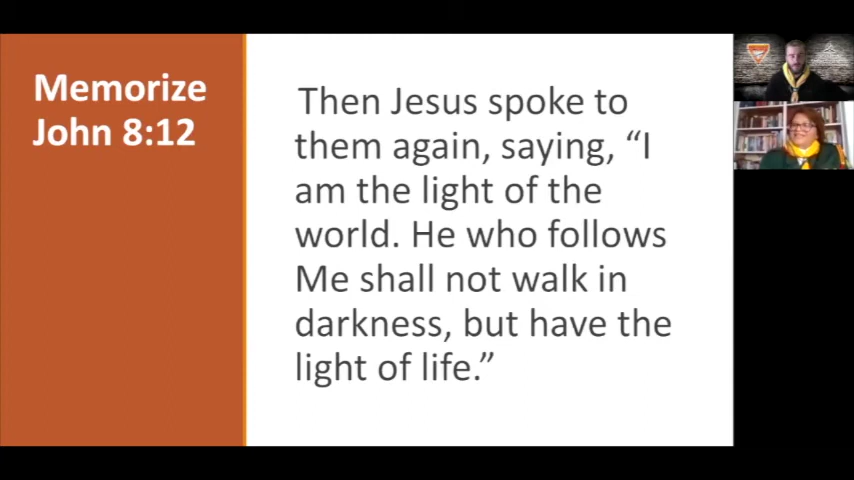 Memorize
John 8:12
Then Jesus spoke to
them again, saying, “I
am the light of the
world. He who follows
Me shall not walk in
darkness, but have the
light of life.”